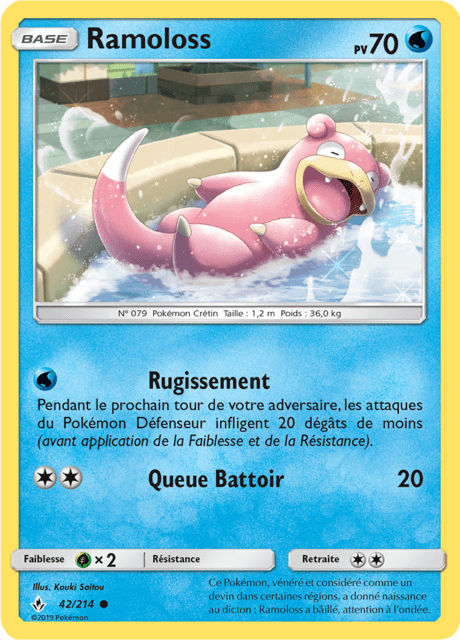 BASE Ramoloss PV70
N° 079 Pokémon Crétin Taille : 1,2 m Poids : 36,0 kg
Rugissement
Pendant le prochain tour de votre adversaire, les attaques
du Pokémon Défenseur infligent 20 dégâts de moins
(avant application de la Faiblesse et de la Résistance).
Queue Battoir 20
Faiblesse ×2 Résistance Retraite
Illus. Kouki Saitou
42/214
©2019 Pokémon
Ce Pokémon, vénéré et considéré comme un
devin dans certaines régions, a donné naissance
au dicton : Ramoloss a bâillé, attention à l'ondée.